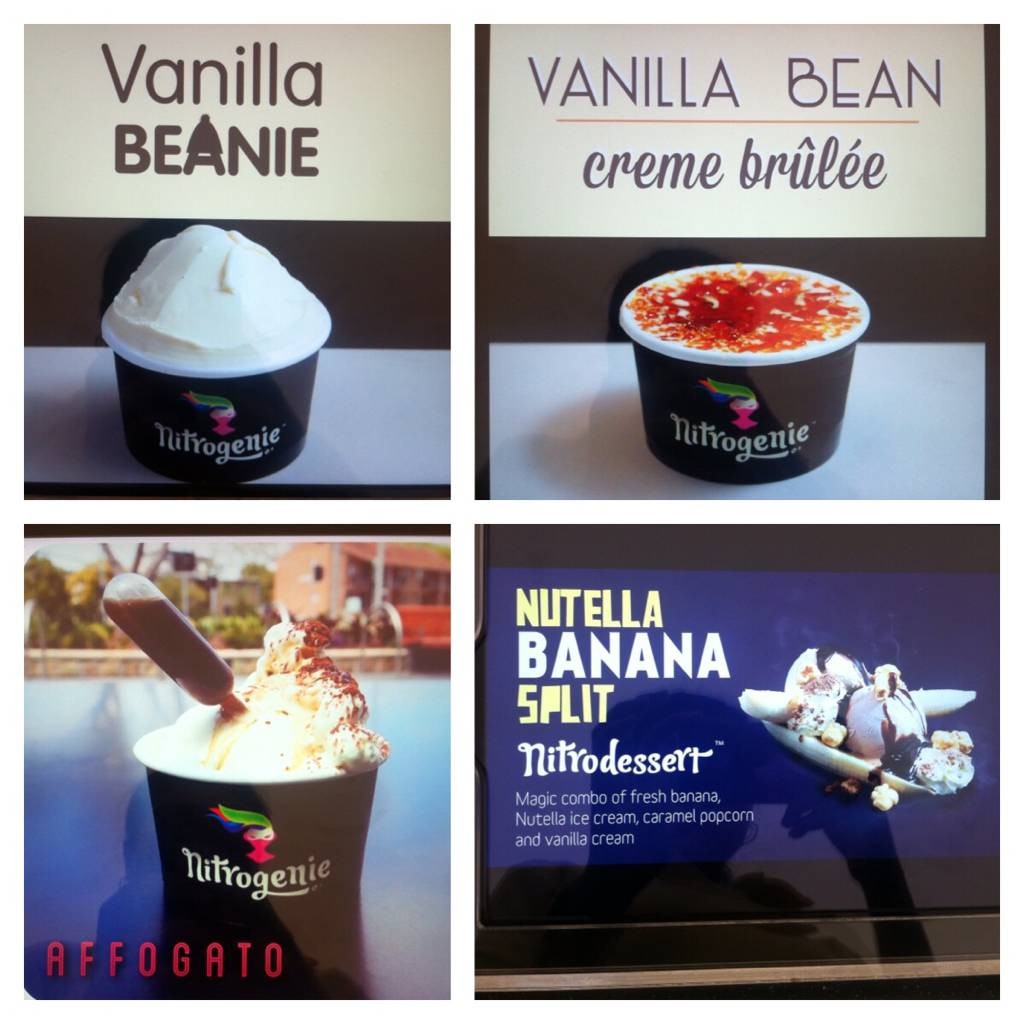 Vanilla
BEANIE
Nitrogenie
VANILLA BEAN
creme brûlée
Nitrogenie
Nitrogenie
AFFOGATO
NUTELLA
BANANA
SPLIT
Nitrodessert™
Magic combo of fresh banana,
Nutella ice cream, caramel popcorn
and vanilla cream